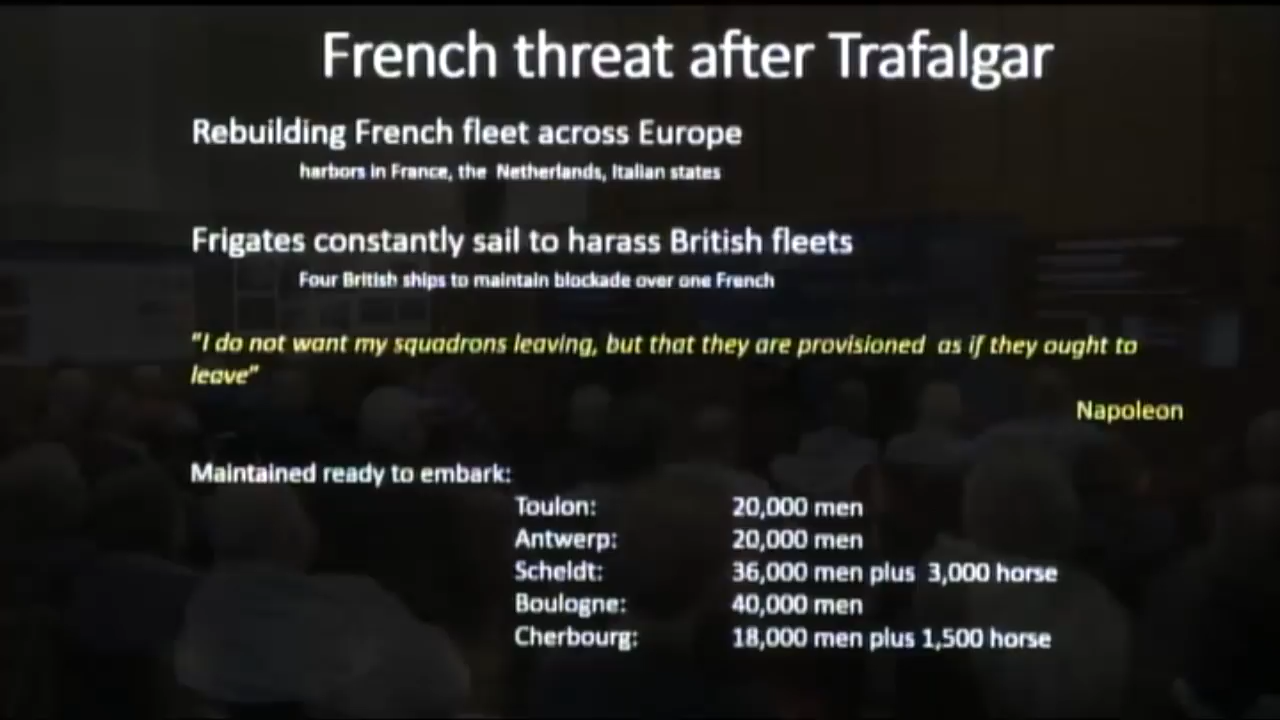 French threat after Trafalgar
Rebuilding French fleet across Europe
harbors in France, the Netherlands, Italian states
Frigates constantly sail to harass British fleets
Four British ships to maintain blockade over one French
"I do not want my squadrons leaving, but that they are provisioned as if they ought to
leave"
Napoleon
Maintained ready to embark:
Toulon: 20,000 men
Antwerp: 20,000 men
Scheldt: 36,000 men plus 3,000 horse
Boulogne: 40,000 men
Cherbourg: 18,000 men plus 1,500 horse